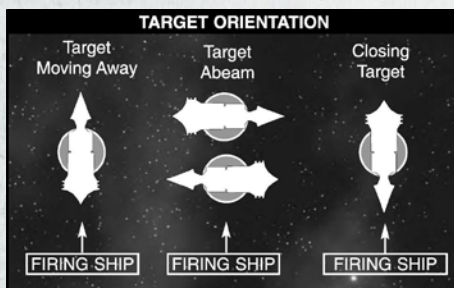 TARGET ORIENTATION
Target
Moving Away
Target
Abeam
Closing
Target
FIRING SHIP
FIRING SHIP
FIRING SHIP